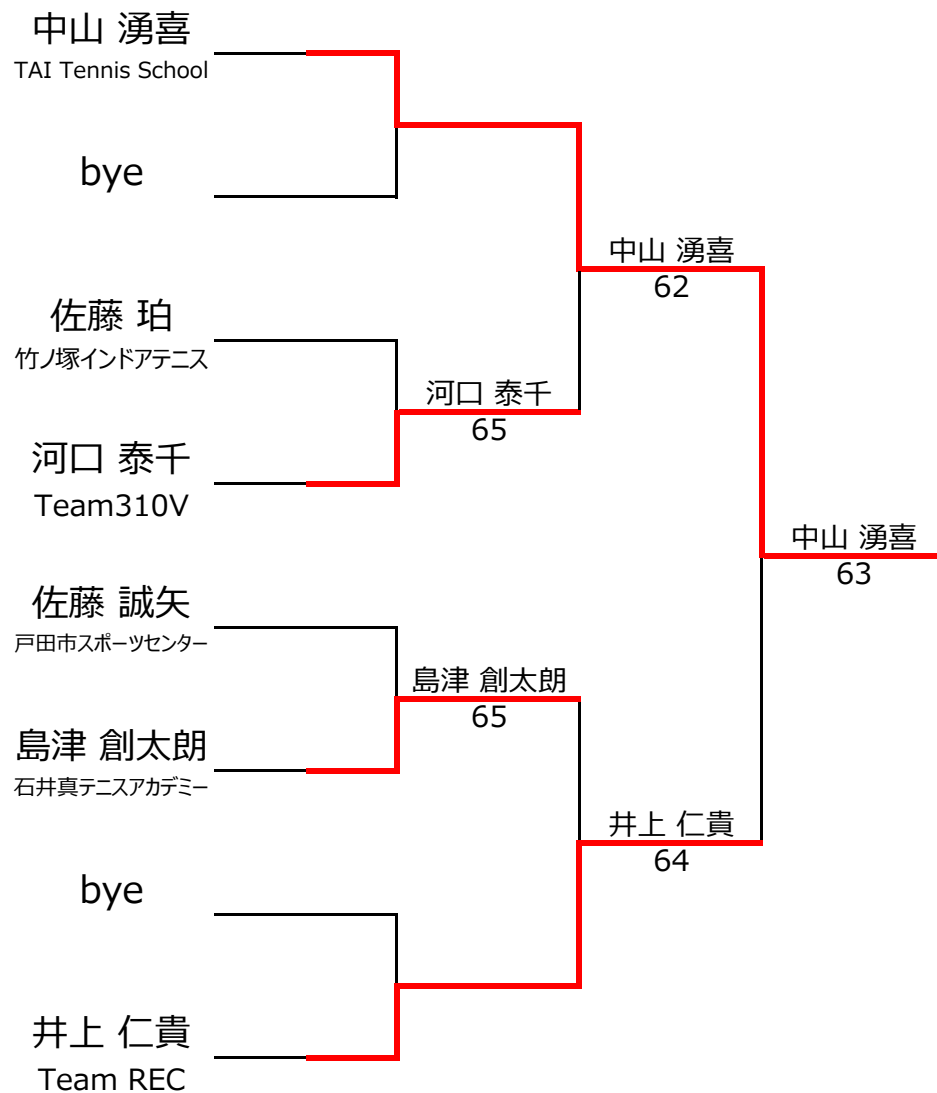 中山 湧喜
TAI Tennis School
bye
佐藤 珀
竹ノ塚インドアテニス
河口 泰千
Team310V
佐藤 誠矢
戸田市スポーツセンター
島津 創太朗
石井真テニスアカデミー
bye
井上 仁貴
Team REC
河口 泰千
65
島津 創太朗
65
中山 湧喜
62
井上 仁貴
64
中山 湧喜
63